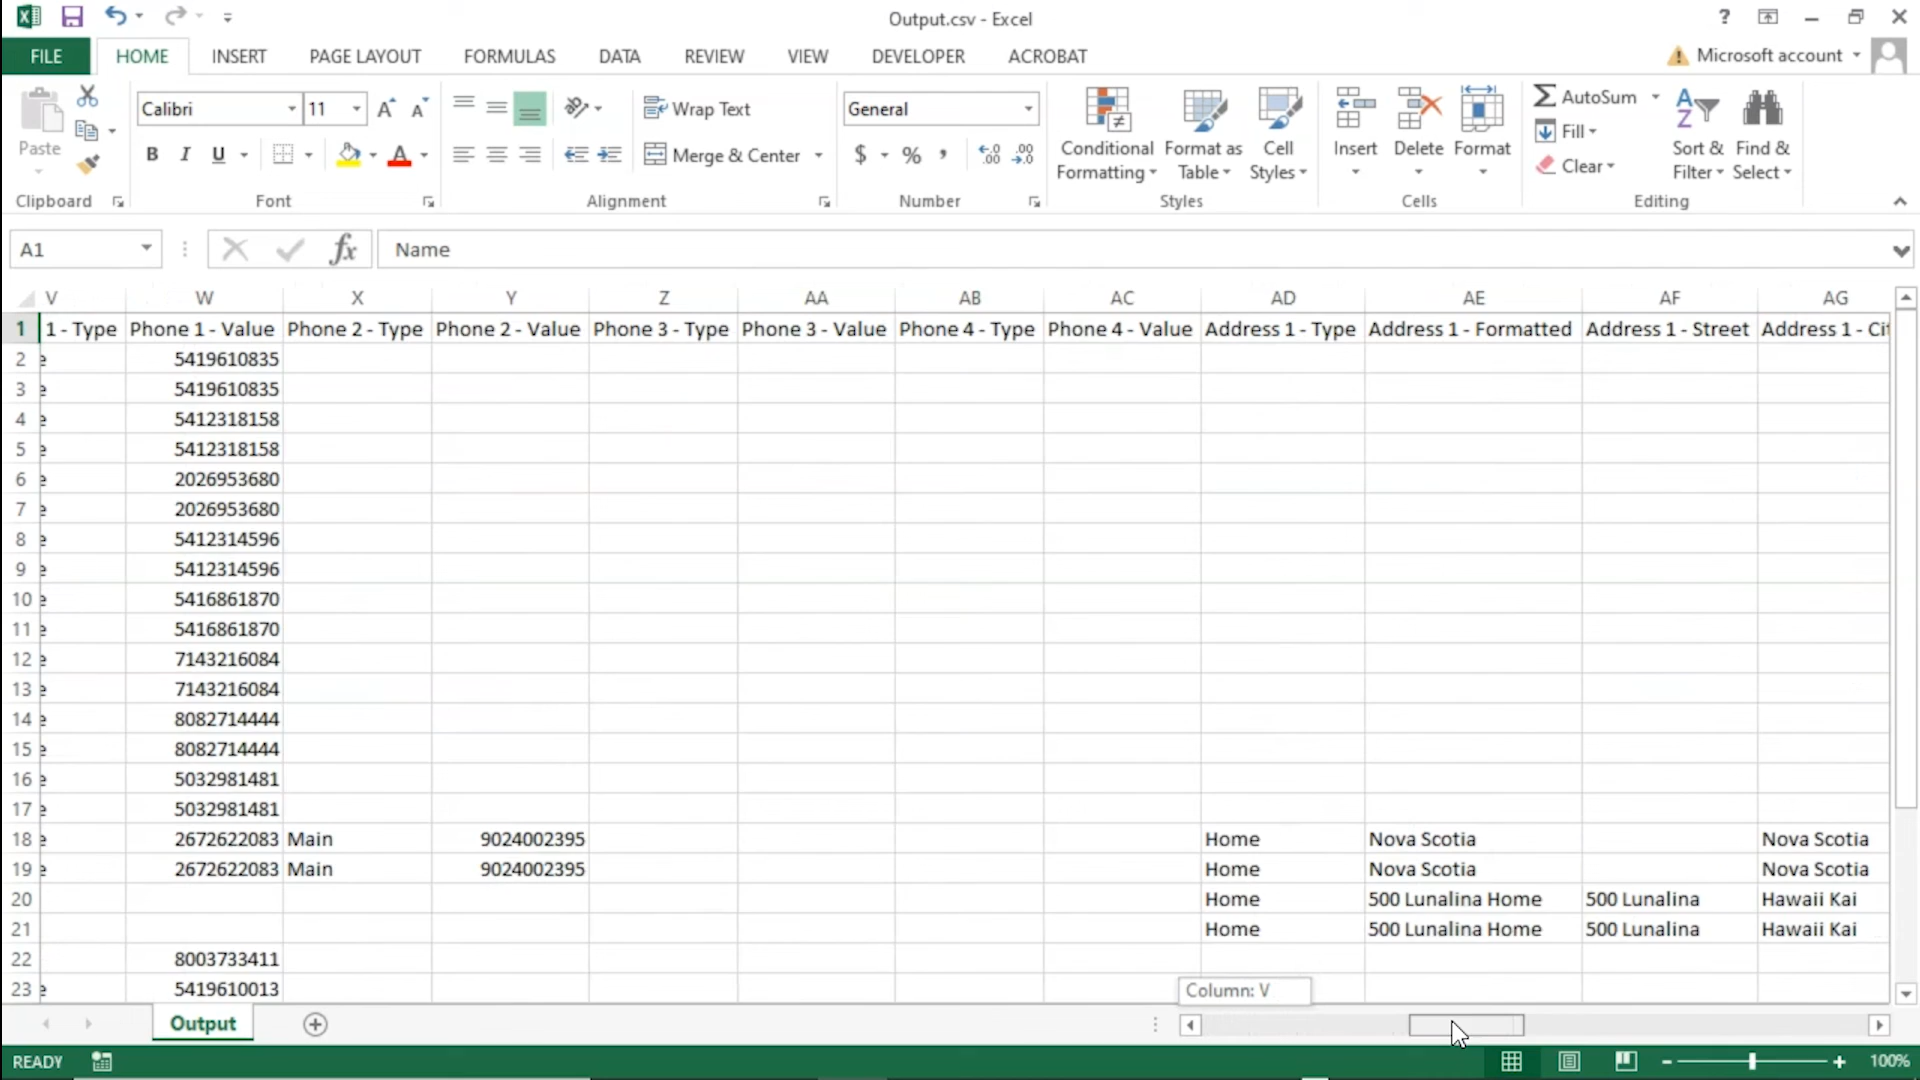 Output.csv - Excel
?
FILE HOME INSERT PAGE LAYOUT FORMULAS DATA REVIEW VIEW DEVELOPER ACROBAT Microsoft account
Paste
Calibri 11 A A
B I U A
Wrap Text
Merge & Center
General
$ % ,
Conditional Formatting
Format as Table
Cell Styles
Insert Delete Format
AutoSum
Fill
Clear
Sort & Filter
Find & Select
Clipboard Font Alignment Number Styles Cells Editing
A1 fx Name
V W X Y Z AA AB AC AD AE AF AG
1 1 - Type Phone 1 - Value Phone 2 - Type Phone 2 - Value Phone 3 - Type Phone 3 - Value Phone 4 - Type Phone 4 - Value Address 1 - Type Address 1 - Formatted Address 1 - Street Address 1 - Cit
2 e 5419610835
3 e 5419610835
4 e 5412318158
5 e 5412318158
6 e 2026953680
7 e 2026953680
8 e 5412314596
9 e 5412314596
10 e 5416861870
11 e 5416861870
12 e 7143216084
13 e 7143216084
14 e 8082714444
15 e 8082714444
16 e 5032981481
17 e 5032981481
18 e 2672622083 Main 9024002395 Home Nova Scotia Nova Scotia
19 e 2672622083 Main 9024002395 Home Nova Scotia Nova Scotia
20 Home 500 Lunalina Home 500 Lunalina Hawaii Kai
21 Home 500 Lunalina Home 500 Lunalina Hawaii Kai
22 8003733411
23 e 5419610013
Column: V
Output
READY 100%